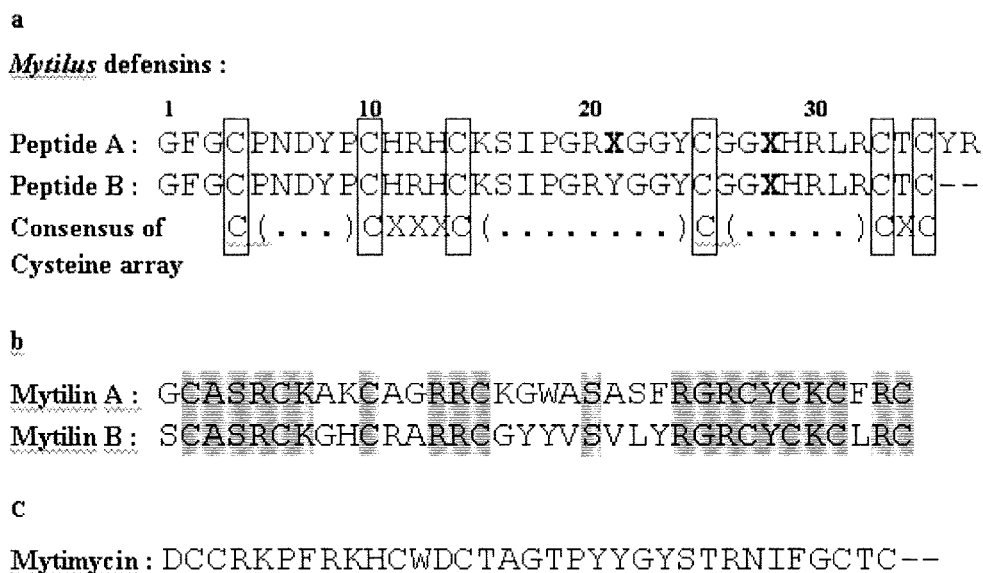 a
Mytilus defensins :
1 10 20 30
Peptide A : GFGCPNDYPCHRHCKSIPGRXGGYCGGXHRLRCTCYR
Peptide B : GFGCPNDYPCHRHCKSIPGRYGGYCGGXHRLRCTC--
Consensus of C(...)CXXXC(........)C(.....)CXC
Cysteine array
b
Mytilin A : GCASRCKAKCAGRRCKGWASASFRGRCYCKCFRC
Mytilin B : SCASRCKGHCRARRCGYYVSVLYRGRCYCKCLRC
c
Mytimycin : DCCRKPFRKHCWDCTAGTPYYGYSTRNIFGCTC--